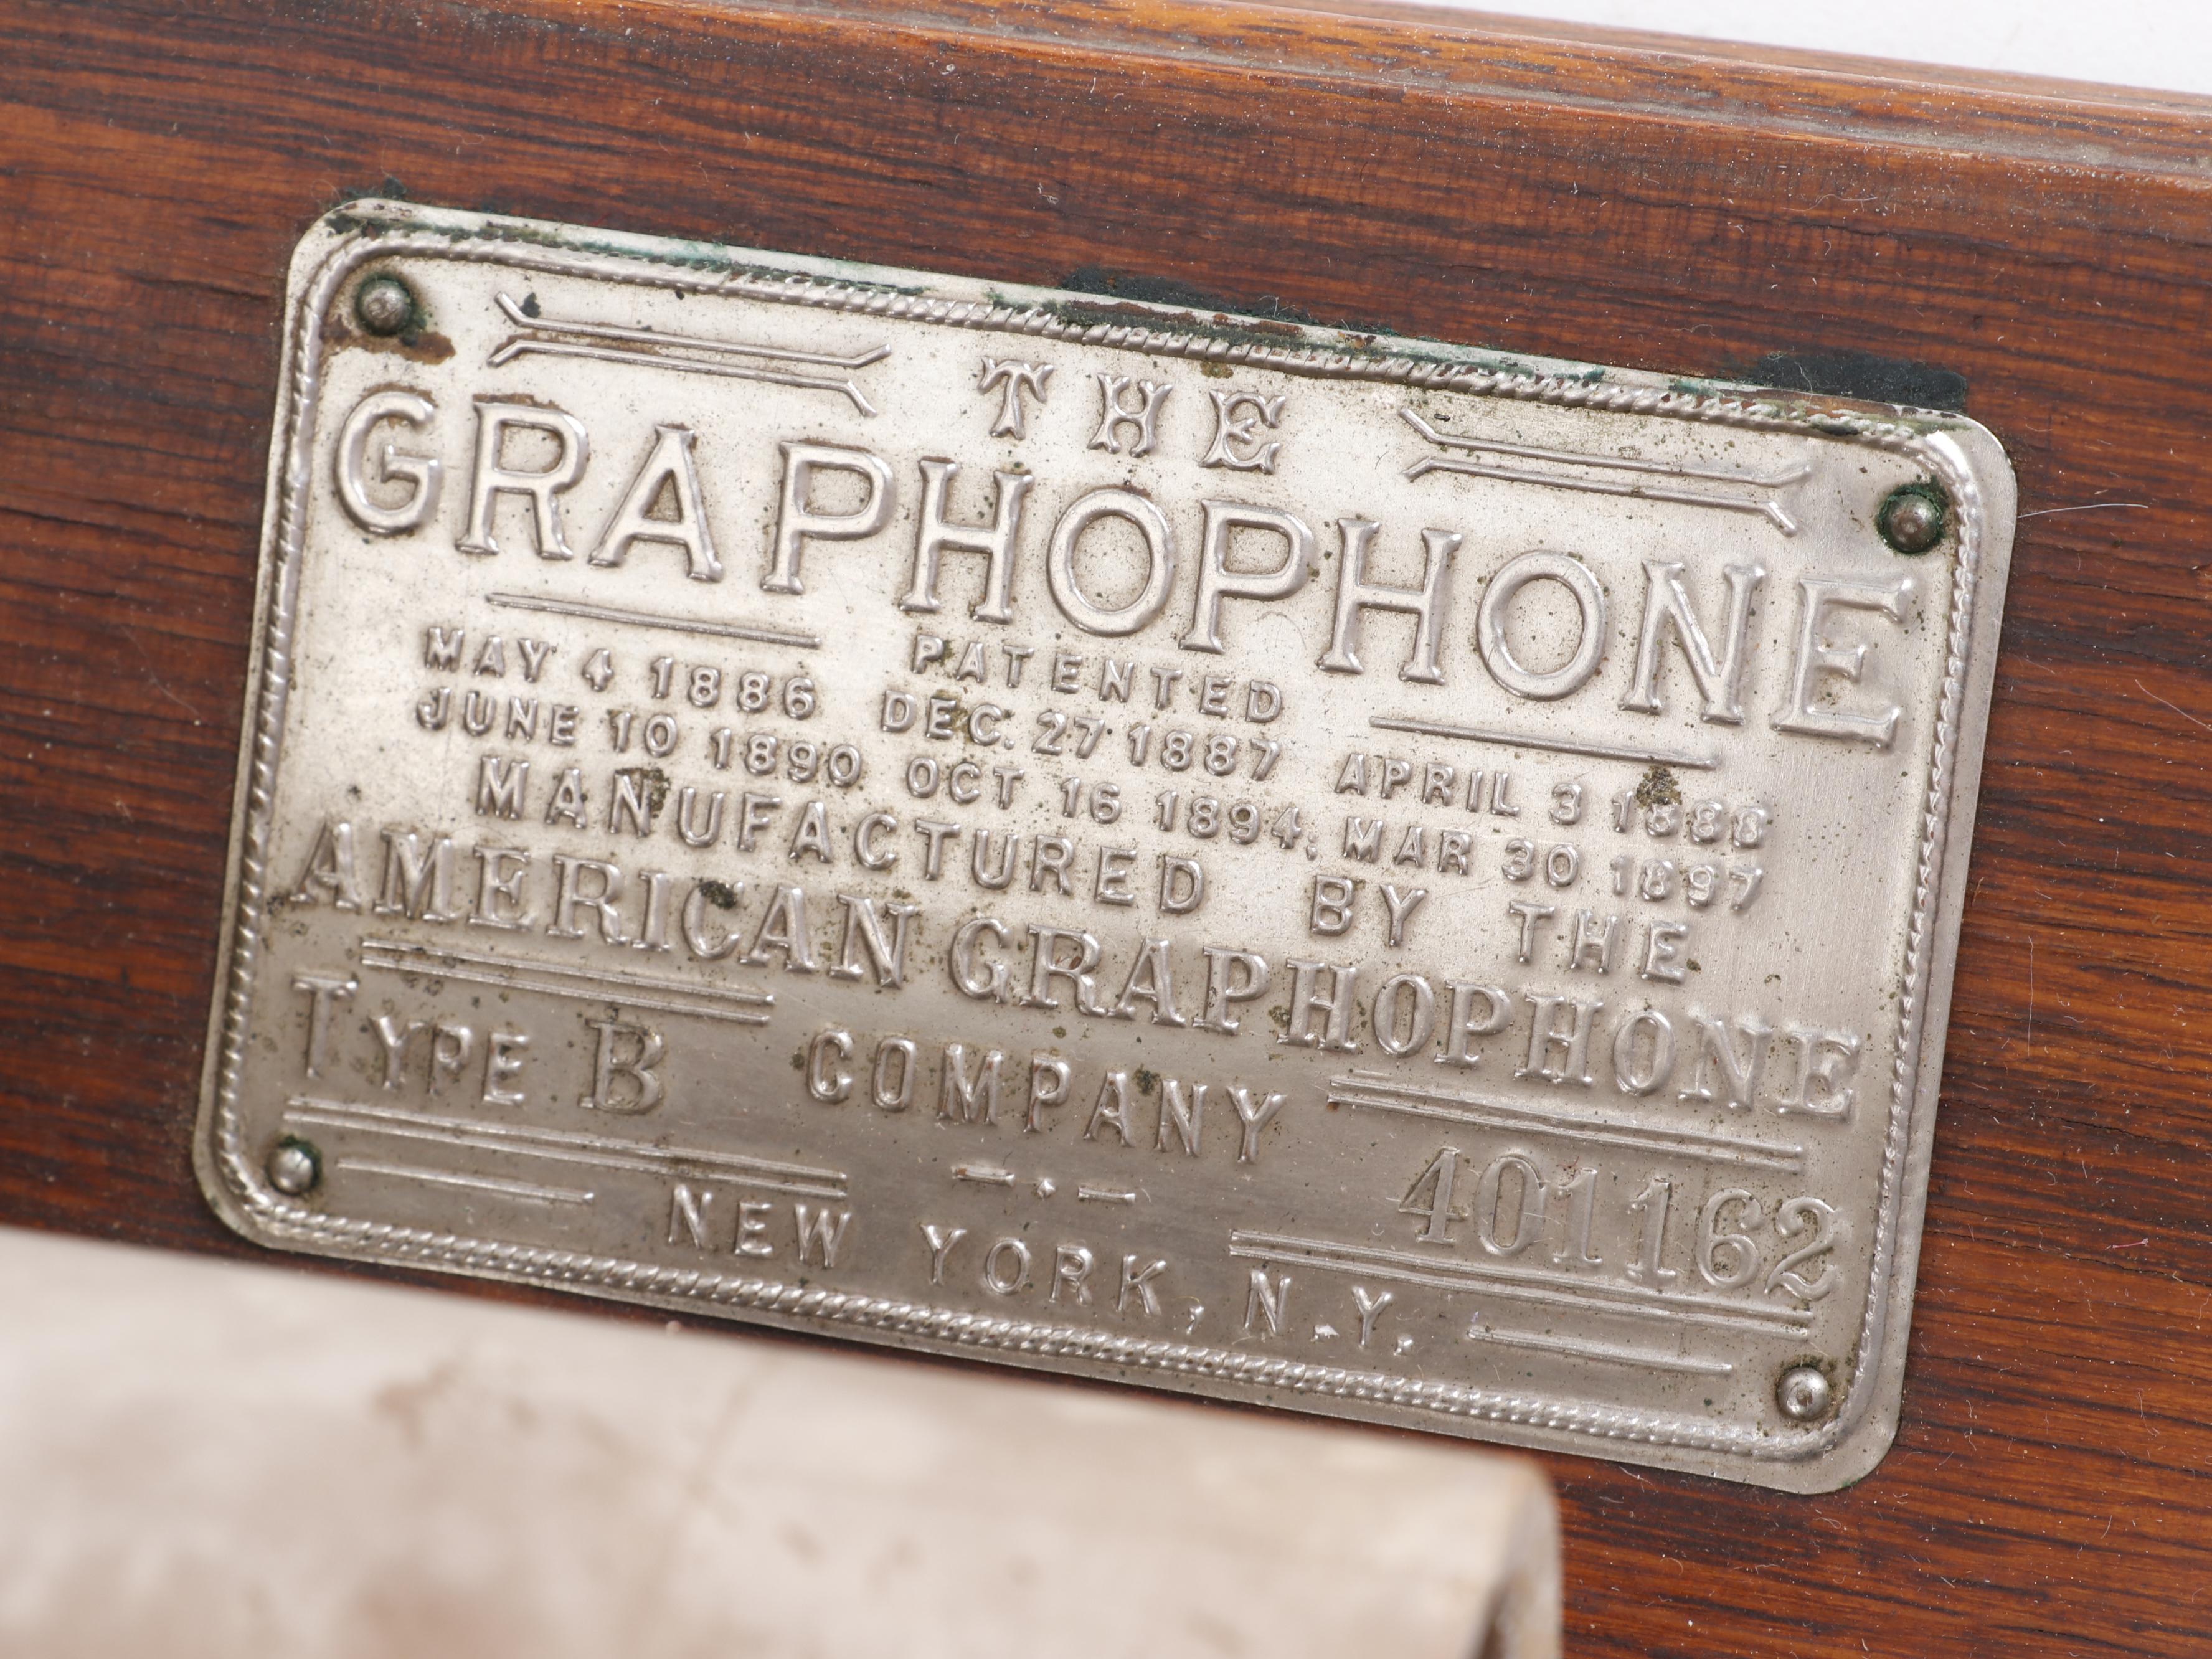 THE
GRAPHOPHONE
PATENTED
MAY 4 1886 DEC. 27 1887 APRIL 3 1888
JUNE 10 1890 OCT 16 1894, MAR 30 1897
MANUFACTURED BY THE
AMERICAN GRAPHOPHONE
TYPE B COMPANY 401162
NEW YORK, N.Y.